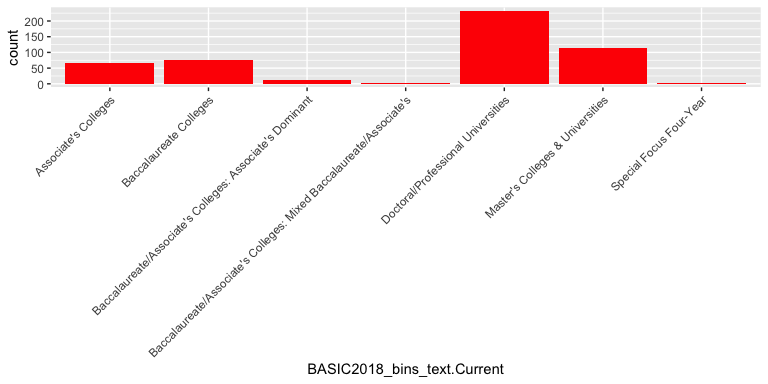 count
200
150
100
50
0
Associate's Colleges
Baccalaureate Colleges
Baccalaureate/Associate's Colleges: Associate's Dominant
Baccalaureate/Associate's Colleges: Mixed Baccalaureate/Associate's
Doctoral/Professional Universities
Master's Colleges & Universities
Special Focus Four-Year
BASIC2018_bins_text.Current